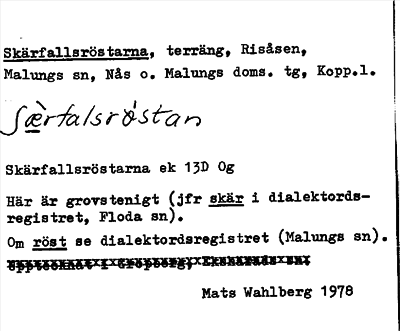 Skärfallsröstarna, terräng, Risåsen,
Malungs sn, Nås o. Malungs doms. tg, Kopp.l.
Skärfallsröstarna ek 13D Og
Här är grovstenigt (jfr skär i dialektords-
registret, Floda sn).
Om röst se dialektordsregistret (Malungs sn).
Mats Wahlberg 1978